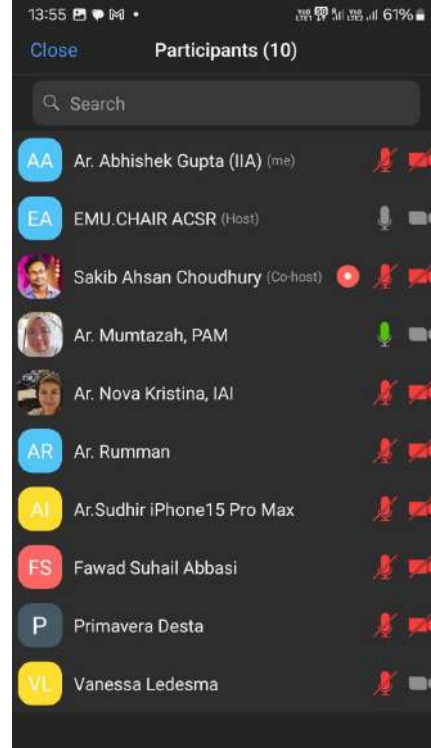 13:55 61%
Close Participants (10)
Search
AA Ar. Abhishek Gupta (IIA) (me)
EA EMU.CHAIR ACSR (Host)
Sakib Ahsan Choudhury (Co-host)
Ar. Mumtazah, PAM
Ar. Nova Kristina, IAI
AR Ar. Rumman
AI Ar.Sudhir iPhone15 Pro Max
FS Fawad Suhail Abbasi
P Primavera Desta
VL Vanessa Ledesma